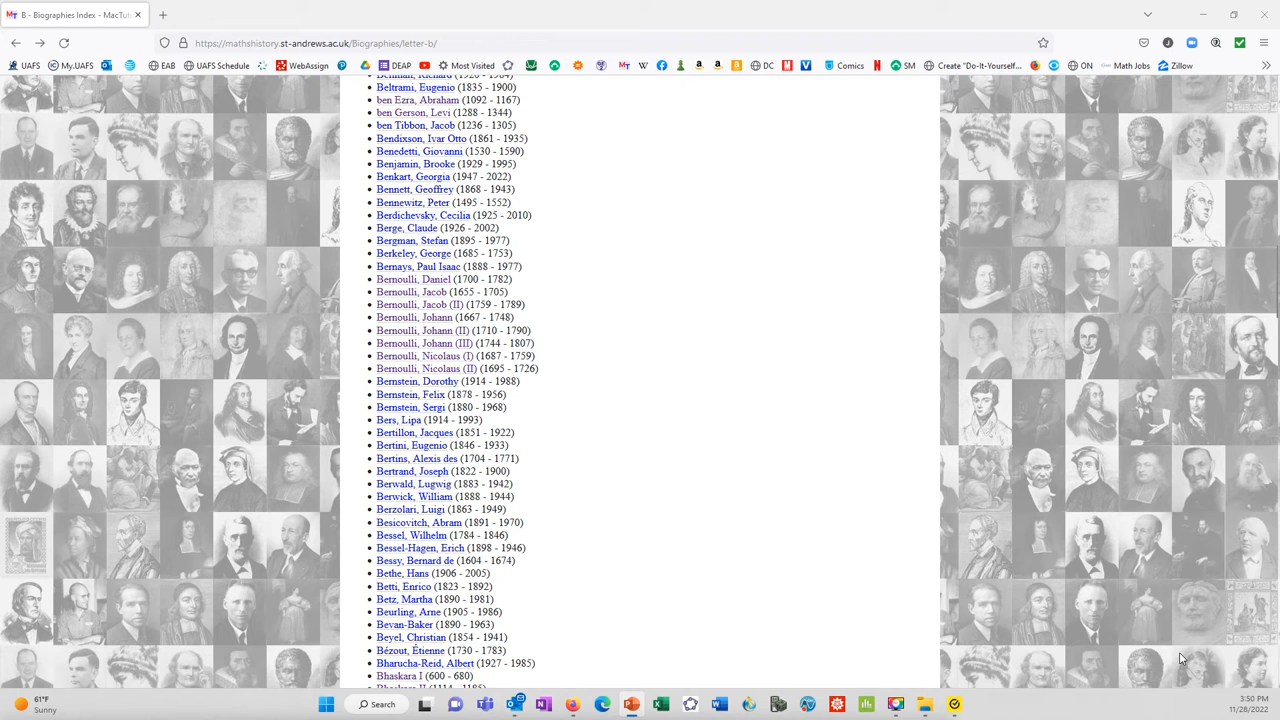 B - Biographies Index - MacTut
https://mathshistory.st-andrews.ac.uk/Biographies/letter-b/
UAFS My.UAFS EAB UAFS Schedule WebAssign DEAP Most Visited DC Comics SM Create "Do-It-Yourself... ON Math Jobs Zillow
Beltrami, Eugenio (1835 - 1900)
ben Ezra, Abraham (1092 - 1167)
ben Gerson, Levi (1288 - 1344)
ben Tibbon, Jacob (1236 - 1305)
Bendixson, Ivar Otto (1861 - 1935)
Benedetti, Giovanni (1530 - 1590)
Benjamin, Brooke (1929 - 1995)
Benkart, Georgia (1947 - 2022)
Bennett, Geoffrey (1868 - 1943)
Bennewitz, Peter (1495 - 1552)
Berdichevsky, Cecilia (1925 - 2010)
Berge, Claude (1926 - 2002)
Bergman, Stefan (1895 - 1977)
Berkeley, George (1685 - 1753)
Bernays, Paul Isaac (1888 - 1977)
Bernoulli, Daniel (1700 - 1782)
Bernoulli, Jacob (1655 - 1705)
Bernoulli, Jacob (II) (1759 - 1789)
Bernoulli, Johann (1667 - 1748)
Bernoulli, Johann (II) (1710 - 1790)
Bernoulli, Johann (III) (1744 - 1807)
Bernoulli, Nicolaus (I) (1687 - 1759)
Bernoulli, Nicolaus (II) (1695 - 1726)
Bernstein, Dorothy (1914 - 1988)
Bernstein, Felix (1878 - 1956)
Bernstein, Sergi (1880 - 1968)
Bers, Lipa (1914 - 1993)
Bertillon, Jacques (1851 - 1922)
Bertini, Eugenio (1846 - 1933)
Bertins, Alexis des (1704 - 1771)
Bertrand, Joseph (1822 - 1900)
Berwald, Lugwig (1883 - 1942)
Berwick, William (1888 - 1944)
Berzolari, Luigi (1863 - 1949)
Besicovitch, Abram (1891 - 1970)
Bessel, Wilhelm (1784 - 1846)
Bessel-Hagen, Erich (1898 - 1946)
Bessy, Bernard de (1604 - 1674)
Bethe, Hans (1906 - 2005)
Betti, Enrico (1823 - 1892)
Betz, Martha (1890 - 1981)
Beurling, Arne (1905 - 1986)
Bevan-Baker (1890 - 1963)
Beyel, Christian (1854 - 1941)
Bézout, Étienne (1730 - 1783)
Bharucha-Reid, Albert (1927 - 1985)
Bhaskara I (600 - 680)
61°F
Sunny
Search
3:50 PM
11/28/2022